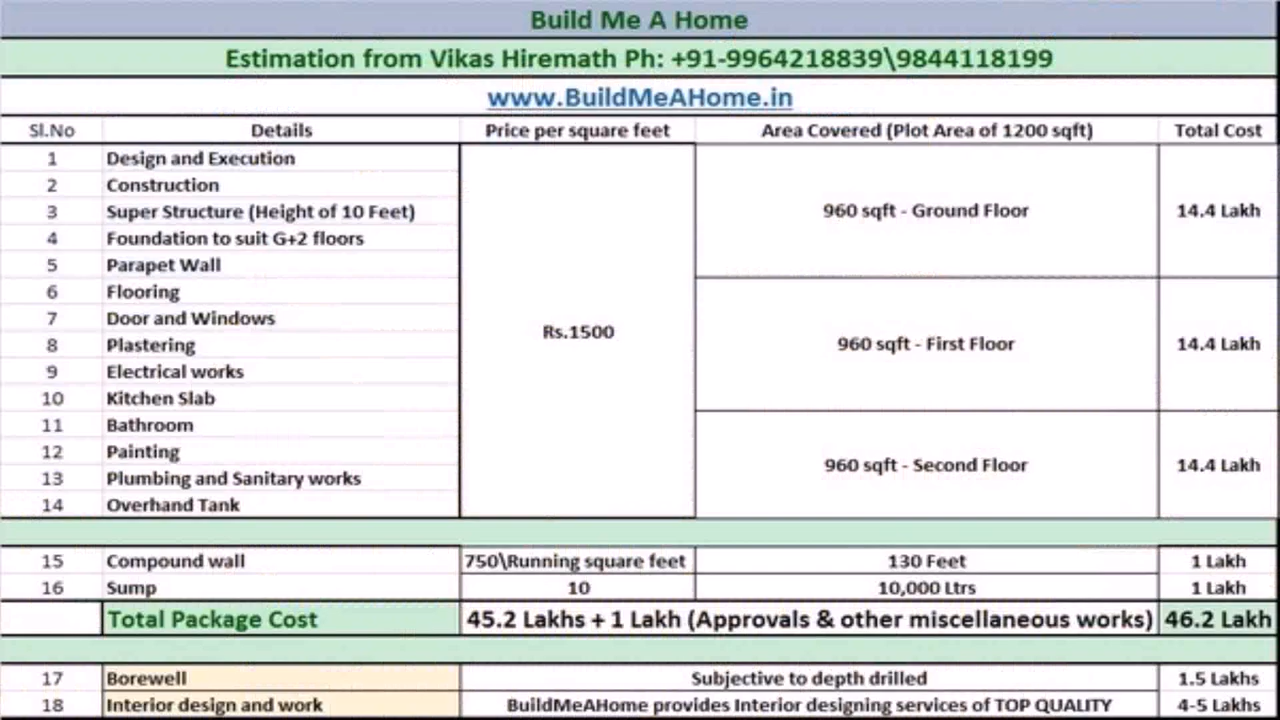 Build Me A Home
Estimation from Vikas Hiremath Ph: +91-9964218839\9844118199
www.BuildMeAHome.in
Sl.No Details Price per square feet Area Covered (Plot Area of 1200 sqft) Total Cost
1 Design and Execution
2 Construction
3 Super Structure (Height of 10 Feet) 960 sqft - Ground Floor 14.4 Lakh
4 Foundation to suit G+2 floors
5 Parapet Wall
6 Flooring
7 Door and Windows Rs.1500
8 Plastering 960 sqft - First Floor 14.4 Lakh
9 Electrical works
10 Kitchen Slab
11 Bathroom
12 Painting 960 sqft - Second Floor 14.4 Lakh
13 Plumbing and Sanitary works
14 Overhand Tank
15 Compound wall 750\Running square feet 130 Feet 1 Lakh
16 Sump 10 10,000 Ltrs 1 Lakh
Total Package Cost 45.2 Lakhs + 1 Lakh (Approvals & other miscellaneous works) 46.2 Lakh
17 Borewell Subjective to depth drilled 1.5 Lakhs
18 Interior design and work BuildMeAHome provides Interior designing services of TOP QUALITY 4-5 Lakhs